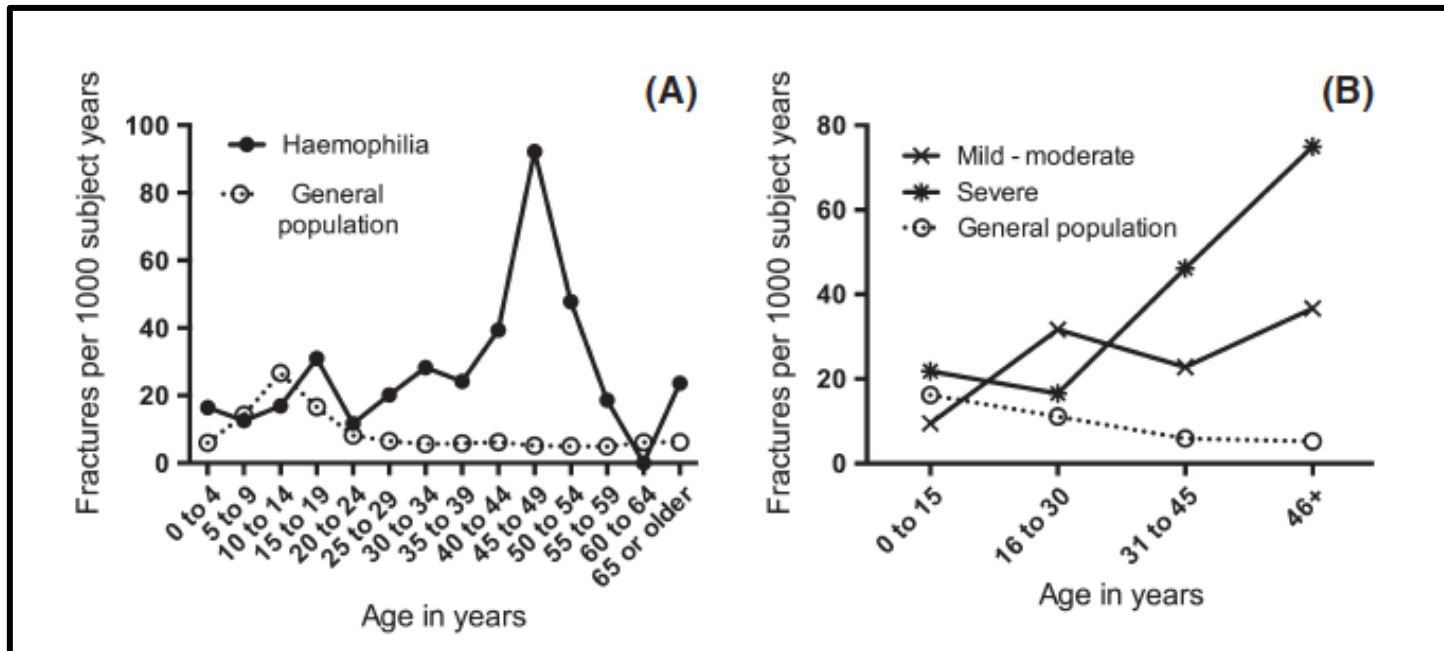 (A)
Fractures per 1000 subject years
100
80
60
40
20
0
Haemophilia
General
population
0 to 4
5 to 9
10 to 14
15 to 19
20 to 24
25 to 29
30 to 34
35 to 39
40 to 44
45 to 49
50 to 54
55 to 59
60 to 64
65 or older
Age in years
(B)
Fractures per 1000 subject years
80
60
40
20
0
Mild - moderate
Severe
General population
0 to 15
16 to 30
31 to 45
46+
Age in years